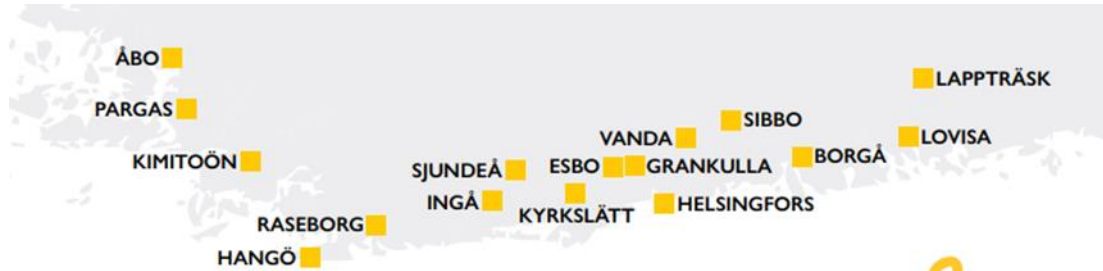 ÅBO
LAPPTRÄSK
PARGAS
SIBBO
VANDA
LOVISA
KIMITOÖN
SJUNDEÅ
ESBO
GRANKULLA
BORGÅ
INGÅ
KYRKSLÄTT
HELSINGFORS
RASEBORG
HANGÖ